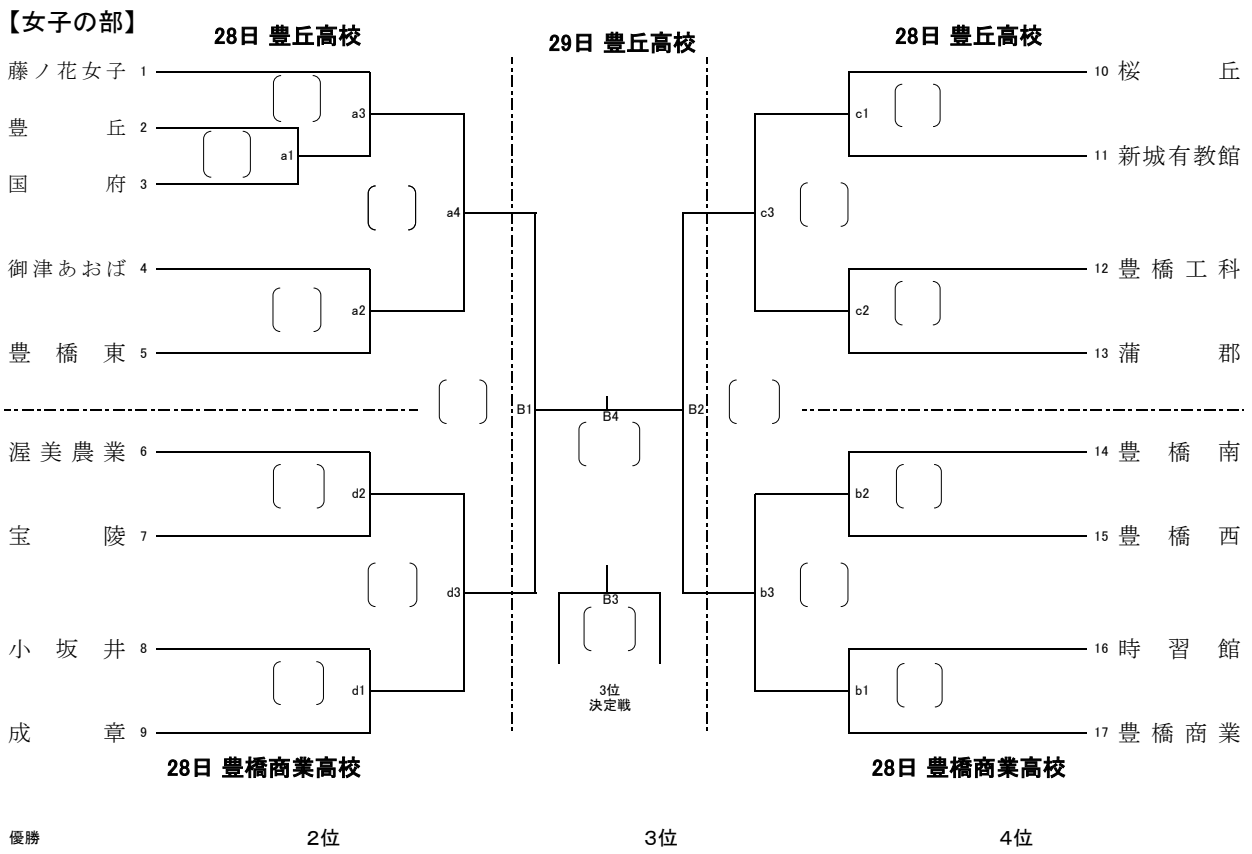 【女子の部】
28日 豊丘高校
29日 豊丘高校
28日 豊丘高校
藤ノ花女子 1
豊丘 2
国府 3
御津あおば 4
豊橋東 5
渥美農業 6
宝陵 7
小坂井 8
成章 9
a1
a3
a4
a2
d2
d3
d1
B1
B4
B2
B3
3位
決定戦
c1
c3
c2
b2
b3
b1
10 桜丘
11 新城有教館
12 豊橋工科
13 蒲郡
14 豊橋南
15 豊橋西
16 時習館
17 豊橋商業
28日 豊橋商業高校
28日 豊橋商業高校
優勝 2位 3位 4位